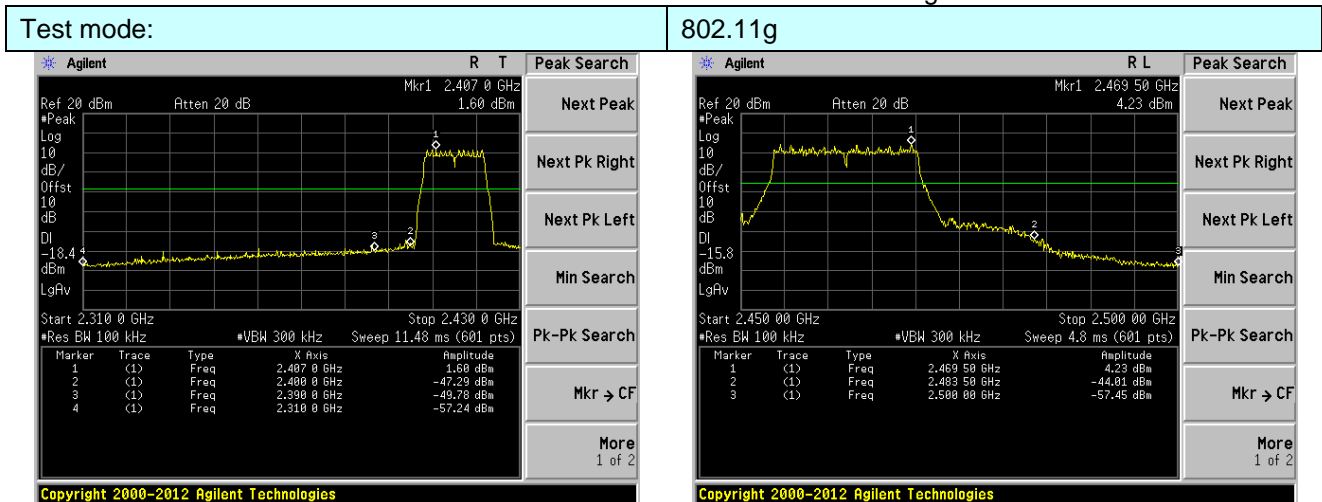 Test mode:
802.11g
Agilent
R T
Peak Search
Mkr1 2.407 0 GHz
Ref 20 dBm
Atten 20 dB
1.60 dBm
#Peak
Log
10
dB/
Offst
10
dB
DI
-18.4
dBm
LgAv
1
2
3
4
Start 2.310 0 GHz
Stop 2.430 0 GHz
#Res BW 100 kHz
#VBW 300 kHz
Sweep 11.48 ms (601 pts)
Marker Trace Type X Axis Amplitude
1 (1) Freq 2.407 0 GHz 1.60 dBm
2 (1) Freq 2.400 0 GHz -47.29 dBm
3 (1) Freq 2.390 0 GHz -49.78 dBm
4 (1) Freq 2.310 0 GHz -57.24 dBm
Next Peak
Next Pk Right
Next Pk Left
Min Search
Pk-Pk Search
Mkr → CF
More
1 of 2
Copyright 2000-2012 Agilent Technologies
Agilent
R L
Peak Search
Mkr1 2.469 50 GHz
Ref 20 dBm
Atten 20 dB
4.23 dBm
#Peak
Log
10
dB/
Offst
10
dB
DI
-15.8
dBm
LgAv
1
2
3
Start 2.450 00 GHz
Stop 2.500 00 GHz
#Res BW 100 kHz
#VBW 300 kHz
Sweep 4.8 ms (601 pts)
Marker Trace Type X Axis Amplitude
1 (1) Freq 2.469 50 GHz 4.23 dBm
2 (1) Freq 2.483 50 GHz -44.01 dBm
3 (1) Freq 2.500 00 GHz -57.45 dBm
Next Peak
Next Pk Right
Next Pk Left
Min Search
Pk-Pk Search
Mkr → CF
More
1 of 2
Copyright 2000-2012 Agilent Technologies